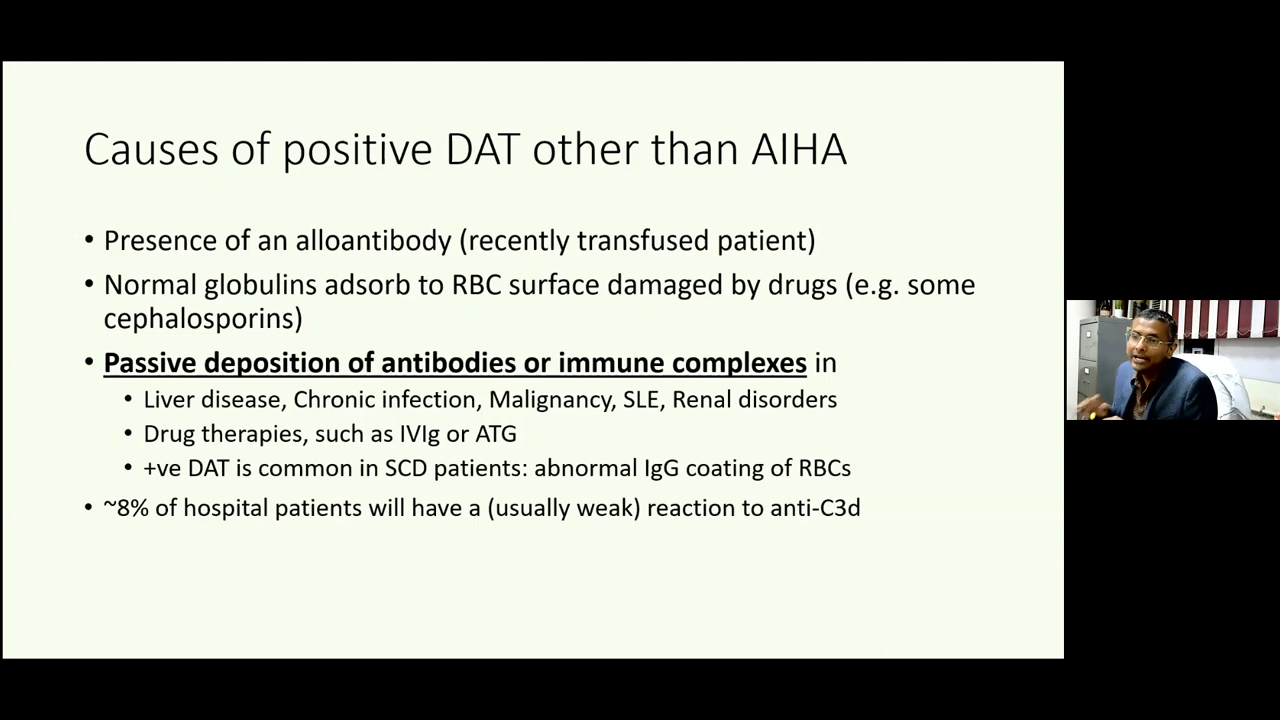 Causes of positive DAT other than AIHA
• Presence of an alloantibody (recently transfused patient)
• Normal globulins adsorb to RBC surface damaged by drugs (e.g. some
cephalosporins)
• Passive deposition of antibodies or immune complexes in
• Liver disease, Chronic infection, Malignancy, SLE, Renal disorders
• Drug therapies, such as IVIg or ATG
• +ve DAT is common in SCD patients: abnormal IgG coating of RBCs
• ~8% of hospital patients will have a (usually weak) reaction to anti-C3d